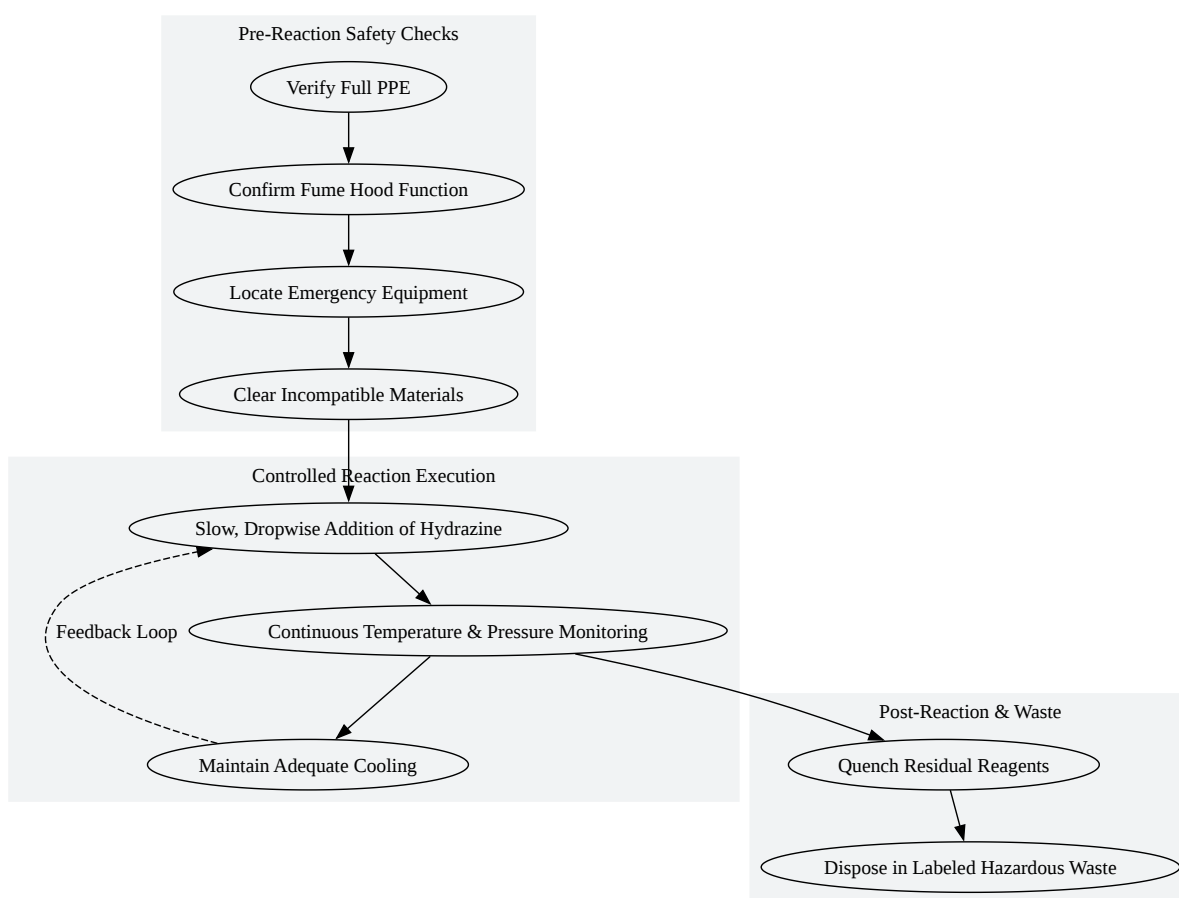 Pre-Reaction Safety Checks
Verify Full PPE
Confirm Fume Hood Function
Locate Emergency Equipment
Clear Incompatible Materials
Controlled Reaction Execution
Slow, Dropwise Addition of Hydrazine
Feedback Loop
Continuous Temperature & Pressure Monitoring
Maintain Adequate Cooling
Post-Reaction & Waste
Quench Residual Reagents
Dispose in Labeled Hazardous Waste